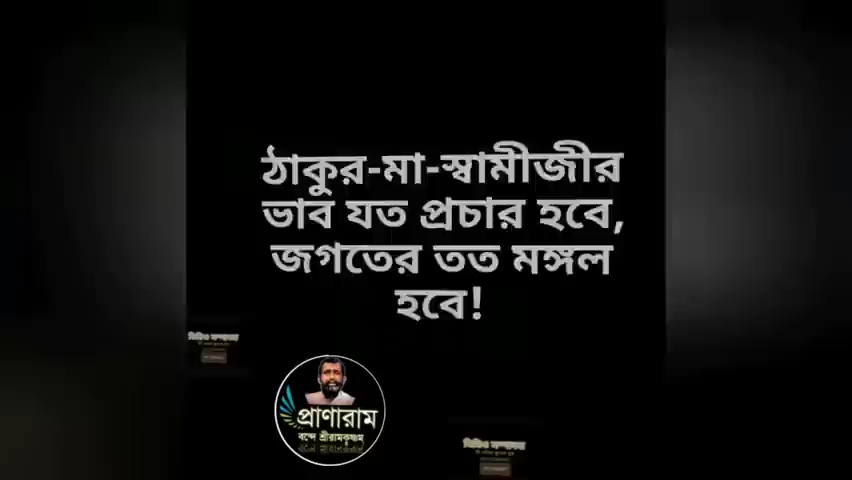 ঠাকুর-মা-স্বামীজীর
ভাব যত প্রচার হবে,
জগতের তত মঙ্গল
হবে!
প্রাণারাম
বন্দে শ্রীরামকৃষ্ণম